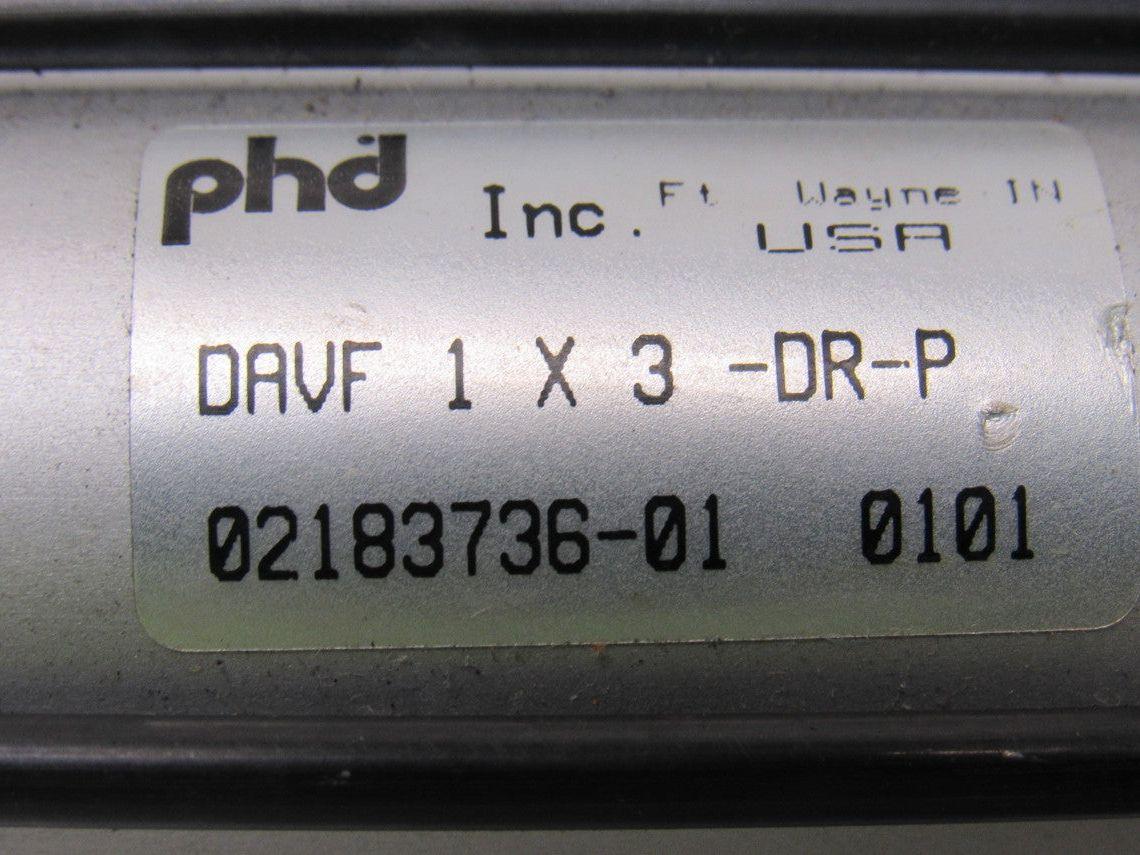 phd Inc. Ft Wayne IN
USA
DAVF 1 X 3 -DR-P
02183736-01 0101